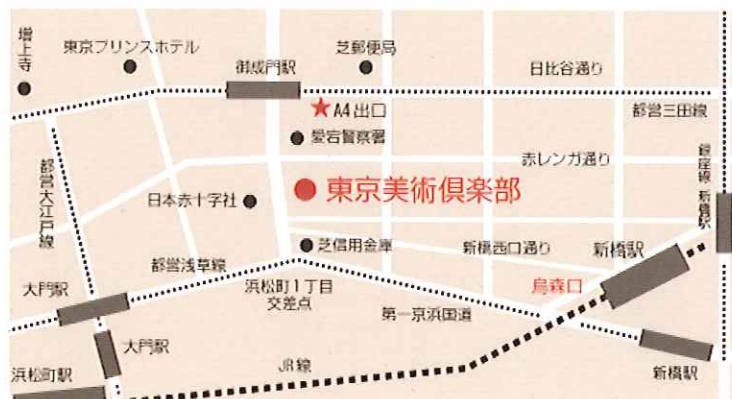 増上寺
東京プリンスホテル
御成門駅
芝郵便局
日比谷通り
A4出口
都営三田線
愛宕警察署
赤レンガ通り
銀座線 新橋駅
都営大江戸線
日本赤十字社
東京美術倶楽部
芝信用金庫
新橋西口通り
新橋駅
都営浅草線
大門駅
浜松町1丁目
交差点
烏森口
第一京浜国道
大門駅
JR線
新橋駅
浜松町駅